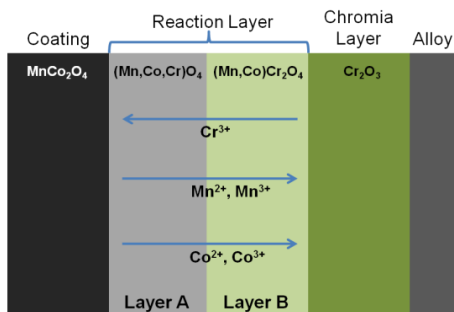 Reaction Layer
Chromia
Layer
Coating
Alloy
MnCo₂O₄
(Mn,Co,Cr)O₄
(Mn,Co)Cr₂O₄
Cr₂O₃
Cr³⁺
Mn²⁺, Mn³⁺
Co²⁺, Co³⁺
Layer A
Layer B